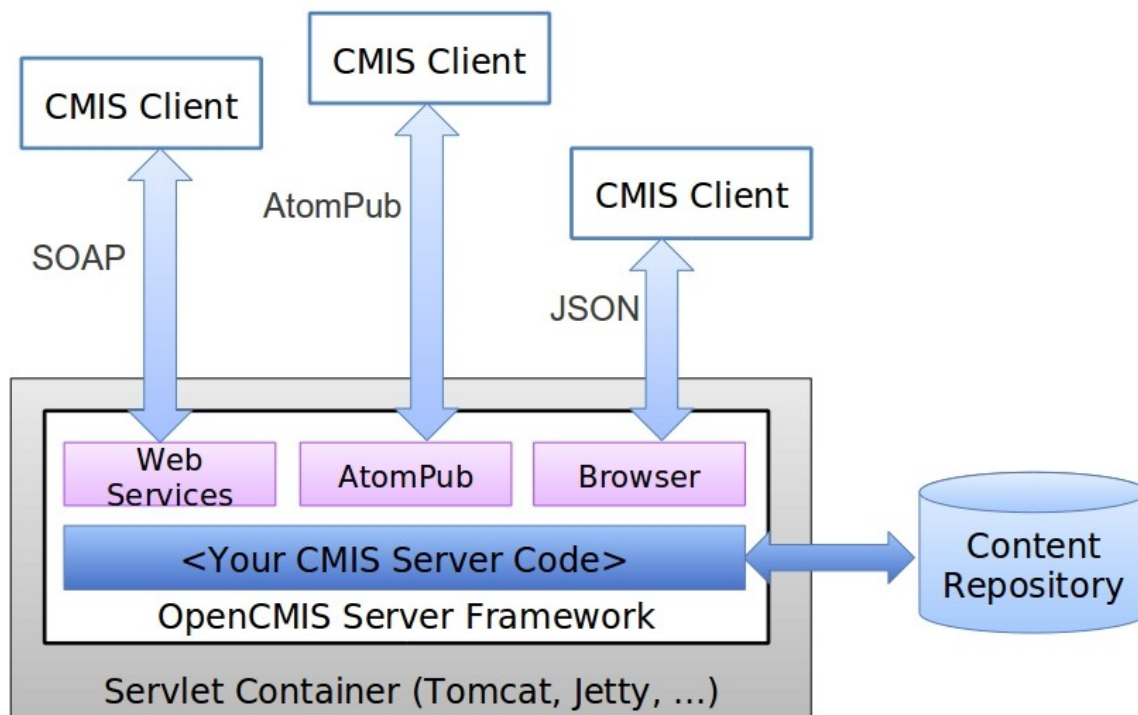 CMIS Client
CMIS Client
CMIS Client
SOAP
AtomPub
JSON
Web
Services
AtomPub
Browser
<Your CMIS Server Code>
OpenCMIS Server Framework
Servlet Container (Tomcat, Jetty, ...)
Content
Repository